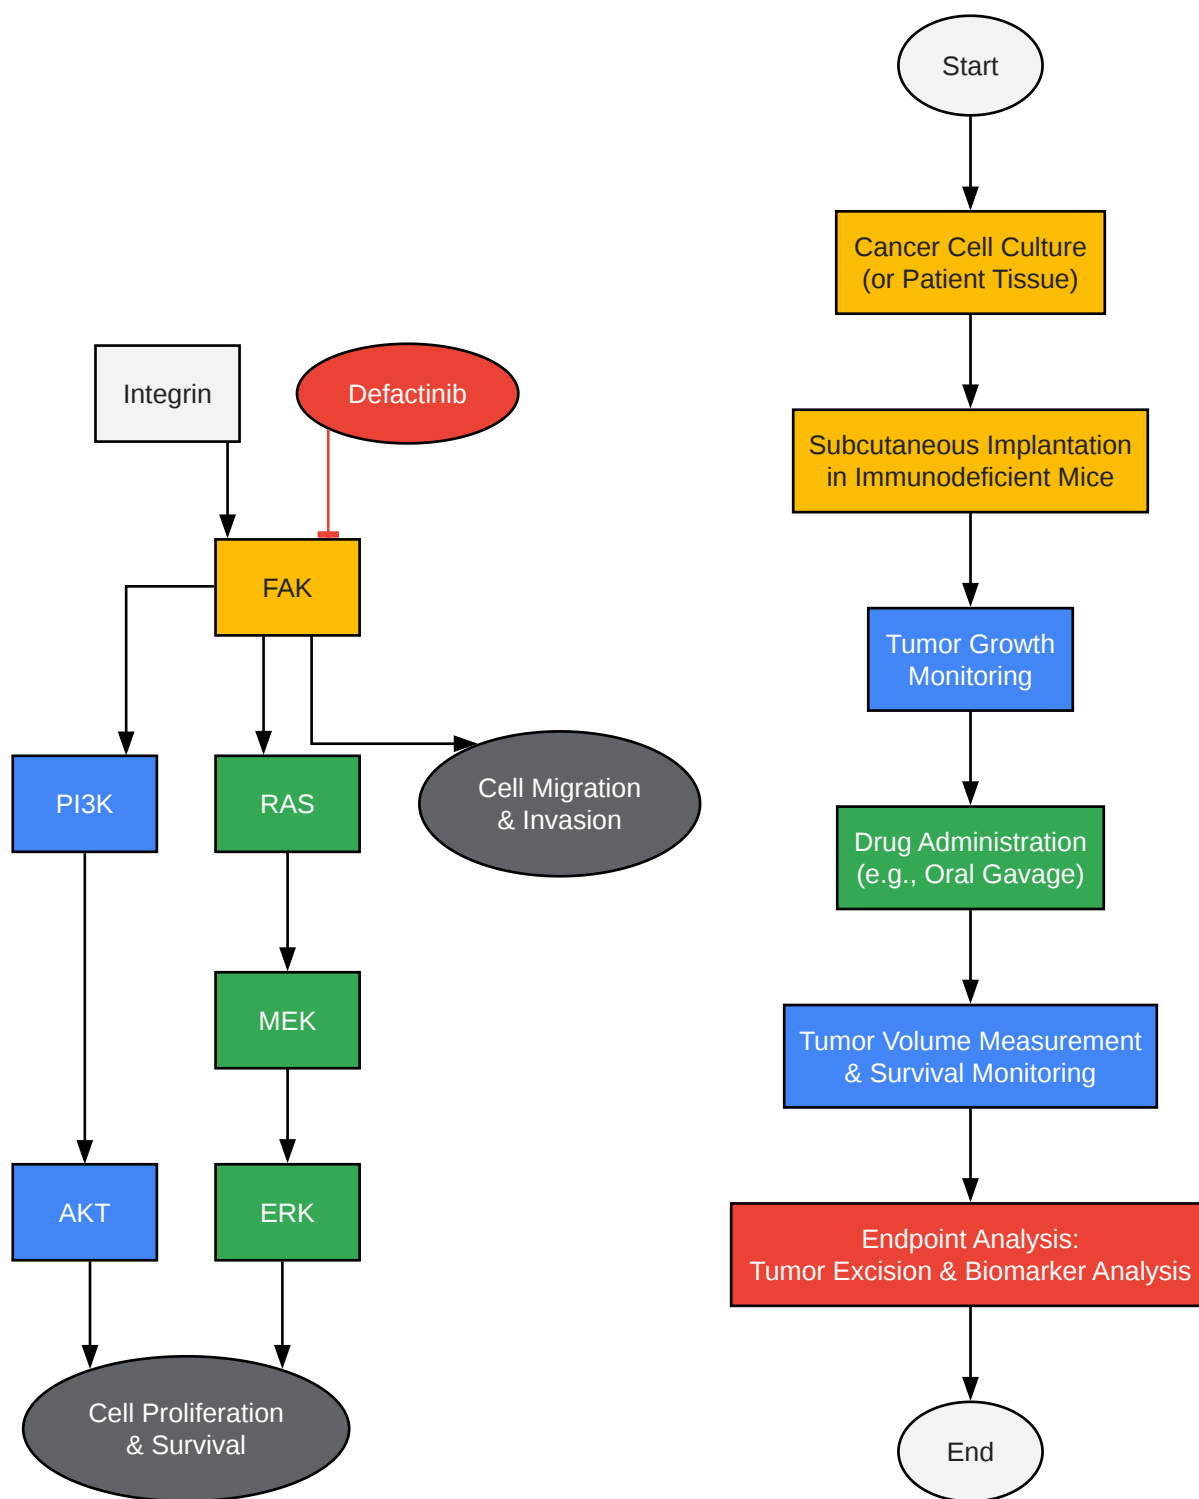 Integrin
Defactinib
FAK
PI3K
RAS
Cell Migration
& Invasion
MEK
AKT
ERK
Cell Proliferation
& Survival
Start
Cancer Cell Culture
(or Patient Tissue)
Subcutaneous Implantation
in Immunodeficient Mice
Tumor Growth
Monitoring
Drug Administration
(e.g., Oral Gavage)
Tumor Volume Measurement
& Survival Monitoring
Endpoint Analysis:
Tumor Excision & Biomarker Analysis
End